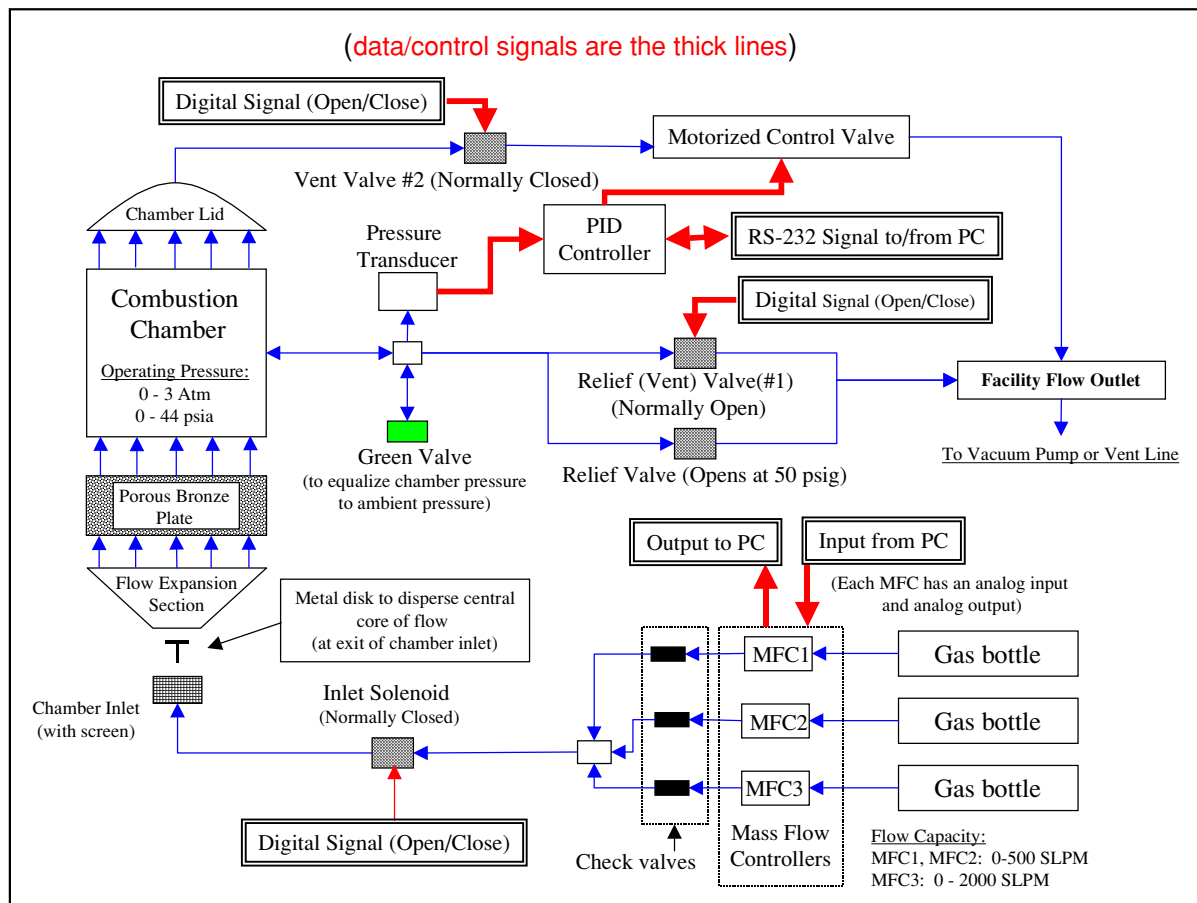 (data/control signals are the thick lines)
Digital Signal (Open/Close)
Motorized Control Valve
Vent Valve #2 (Normally Closed)
Chamber Lid
Pressure
Transducer
PID
Controller
RS-232 Signal to/from PC
Combustion
Chamber
Operating Pressure:
0 - 3 Atm
0 - 44 psia
Digital Signal (Open/Close)
Relief (Vent) Valve(#1)
(Normally Open)
Facility Flow Outlet
To Vacuum Pump or Vent Line
Green Valve
(to equalize chamber pressure
to ambient pressure)
Relief Valve (Opens at 50 psig)
Porous Bronze
Plate
Flow Expansion
Section
Metal disk to disperse central
core of flow
(at exit of chamber inlet)
Output to PC
Input from PC
(Each MFC has an analog input
and analog output)
MFC1
Gas bottle
MFC2
Gas bottle
MFC3
Gas bottle
Chamber Inlet
(with screen)
Inlet Solenoid
(Normally Closed)
Digital Signal (Open/Close)
Check valves
Mass Flow
Controllers
Flow Capacity:
MFC1, MFC2: 0-500 SLPM
MFC3: 0 - 2000 SLPM